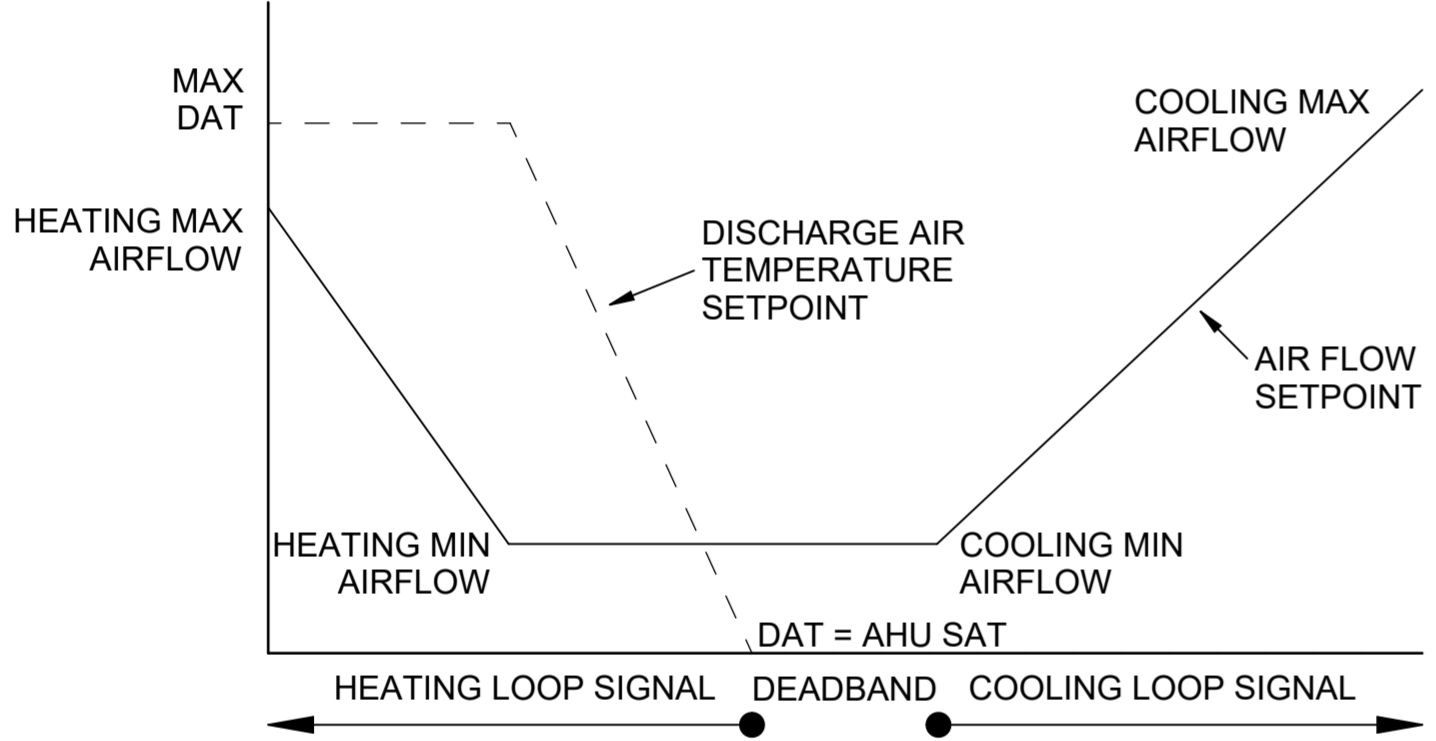 MAX
DAT
COOLING MAX
AIRFLOW
HEATING MAX
AIRFLOW
DISCHARGE AIR
TEMPERATURE
SETPOINT
AIR FLOW
SETPOINT
HEATING MIN
AIRFLOW
COOLING MIN
AIRFLOW
DAT = AHU SAT
HEATING LOOP SIGNAL
DEADBAND
COOLING LOOP SIGNAL